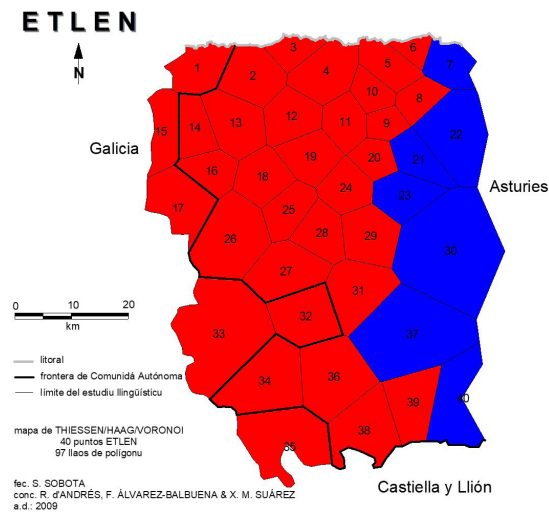 ETLEN
N
3
6
1
2
4
5
7
10
8
15
14
13
12
11
9
22
Galicia
16
19
20
21
18
24
Asturies
17
25
23
26
28
29
30
27
31
0 10 20
km
33
32
37
litoral
frontera de Comunidá Autónoma
34
36
límite del estudiu llingüísticu
39
40
mapa de THIESSEN/HAAG/VORONOI
40 puntos ETLEN
97 llaos de polígonu
35
38
fec. S. SOBOTA
conc. R. d'ANDRÉS, F. ÁLVAREZ-BALBUENA & X. M. SUÁREZ
a.d.: 2009
Castiella y Llión